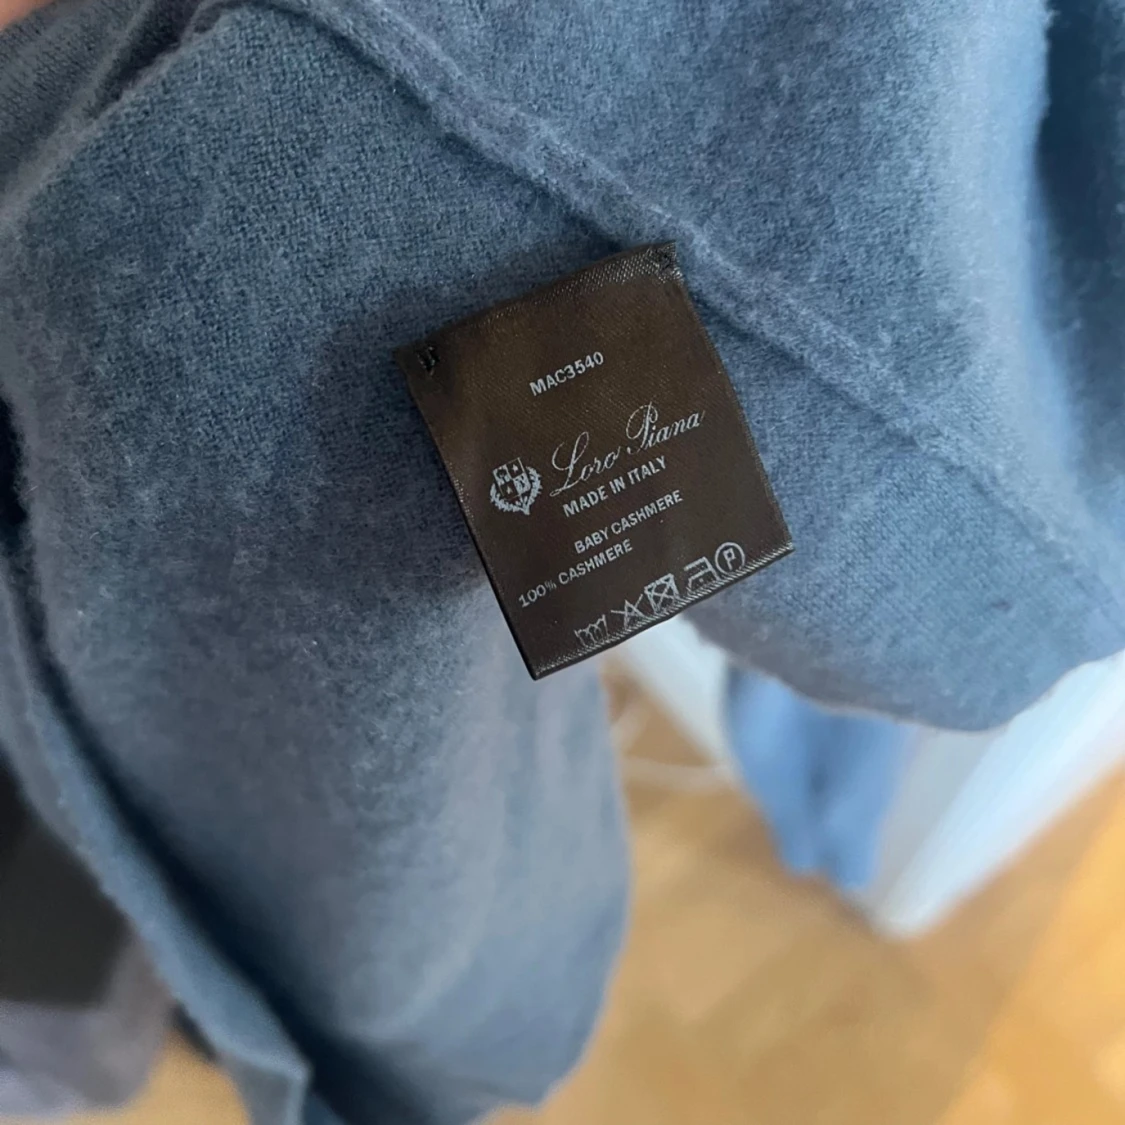 MAC3540
Loro Piana
MADE IN ITALY
BABY CASHMERE
100% CASHMERE
P